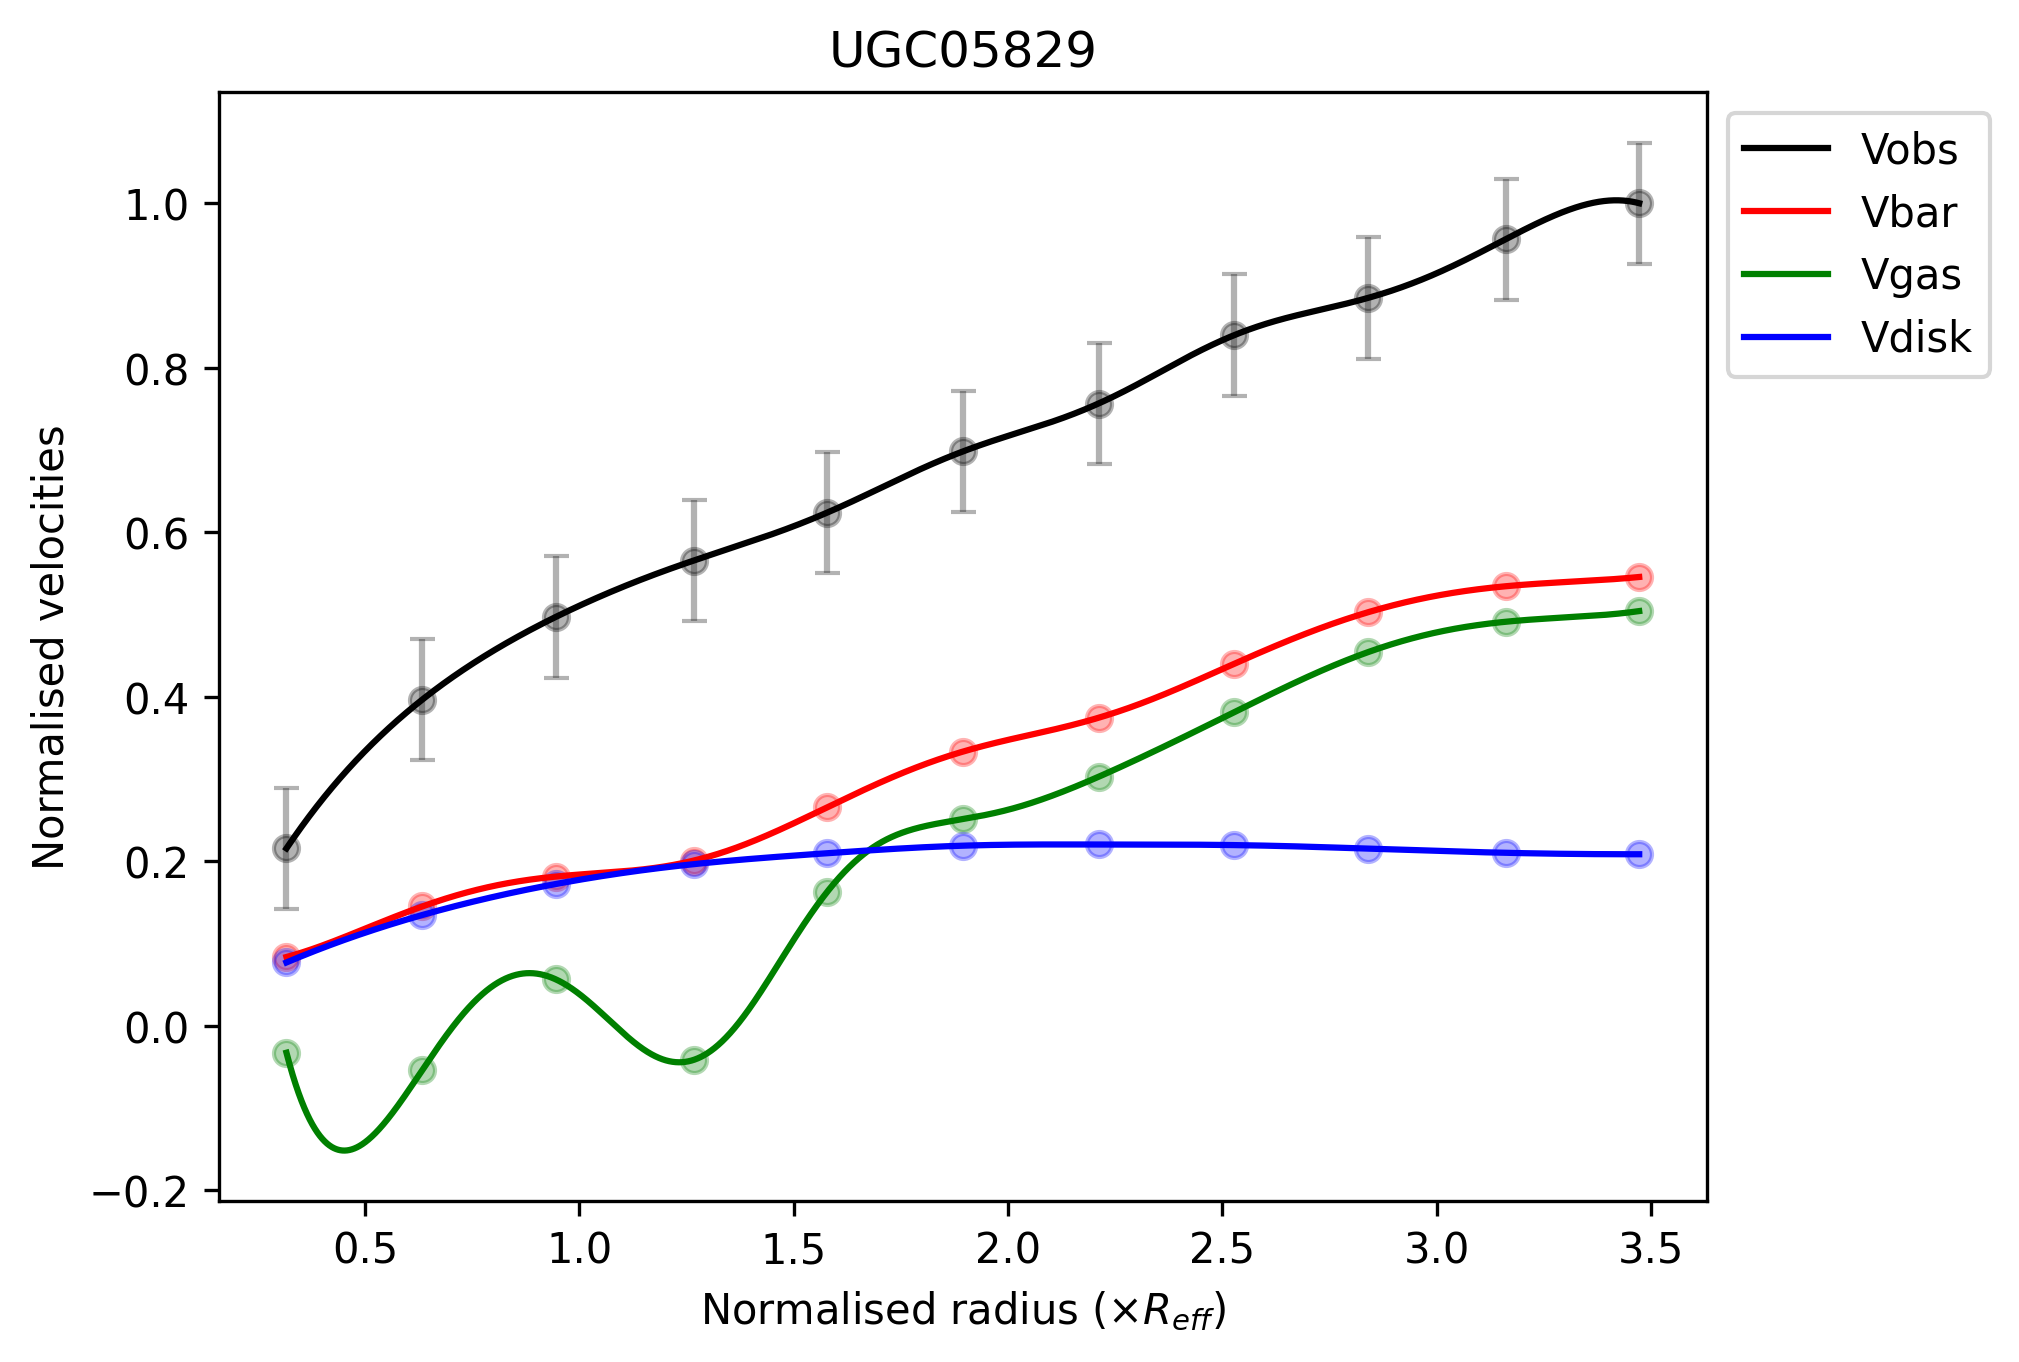 UGC05829
Normalised velocities
1.0
0.8
0.6
0.4
0.2
0.0
−0.2
0.5 1.0 1.5 2.0 2.5 3.0 3.5
Normalised radius (×R_eff)
Vobs
Vbar
Vgas
Vdisk